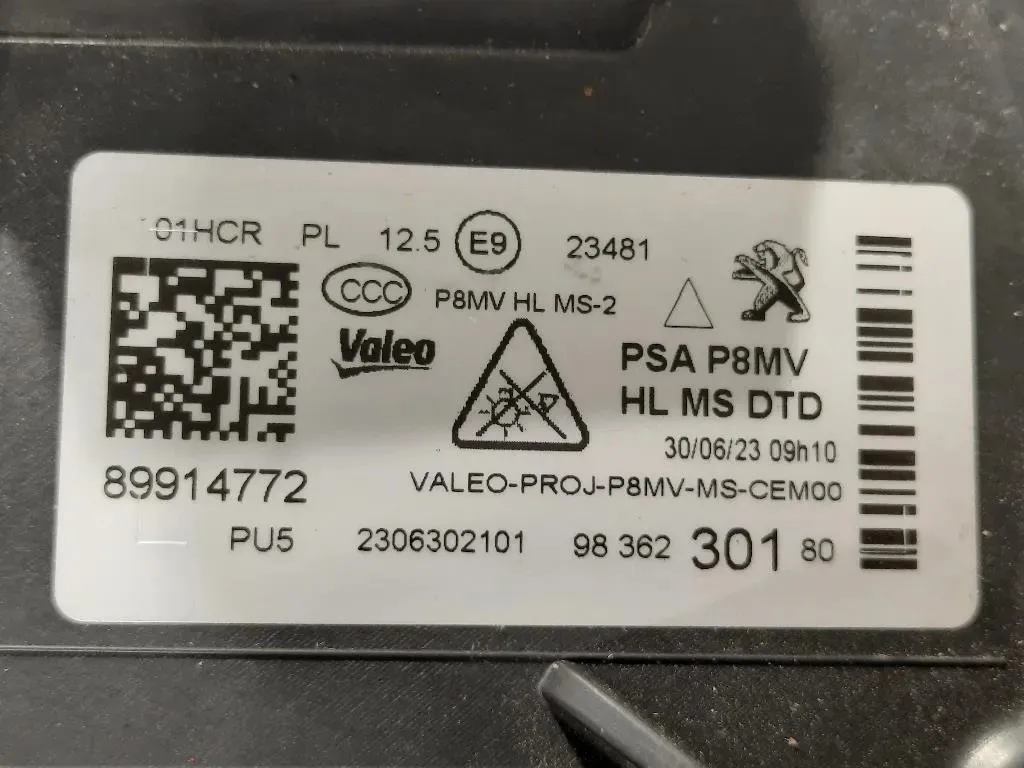 01HCR PL 12.5 E9 23481
CCC P8MV HL MS-2
Valeo
PSA P8MV
HL MS DTD
30/06/23 09h10
89914772 VALEO-PROJ-P8MV-MS-CEM00
PU5 2306302101 98 362 301 80